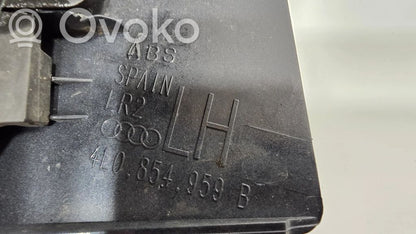 Ovoko
ABS
SPAIN
LR2
LH
4L0.854.959 B